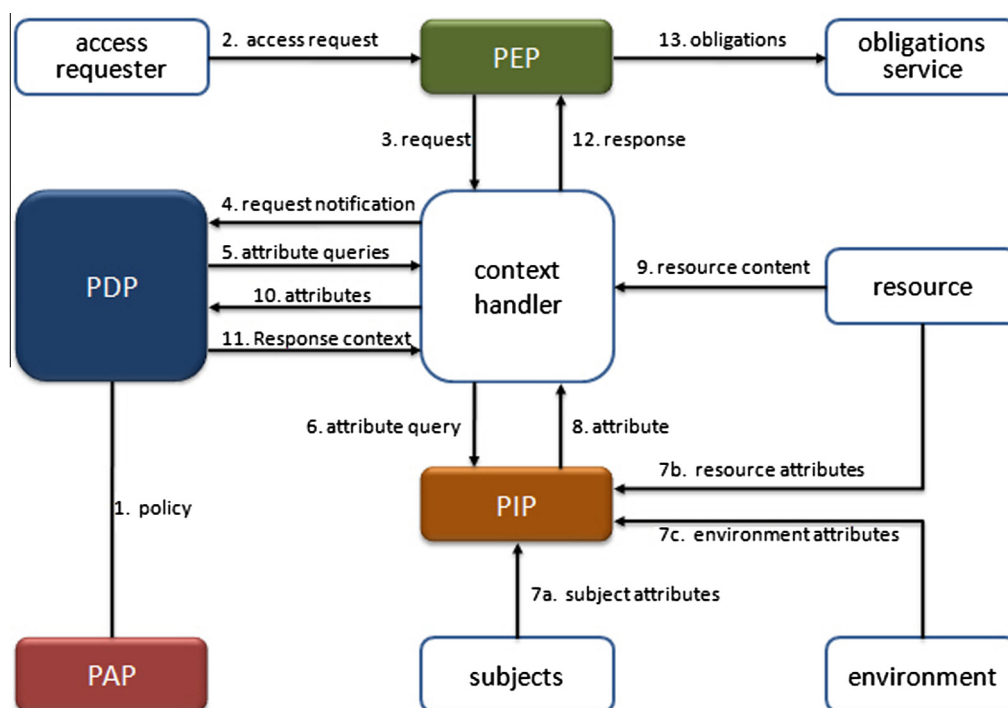 access
requester
2. access request
PEP
13. obligations
obligations
service
3. request
12. response
4. request notification
5. attribute queries
10. attributes
11. Response context
PDP
context
handler
9. resource content
resource
6. attribute query
8. attribute
7b. resource attributes
1. policy
PIP
7c. environment attributes
7a. subject attributes
PAP
subjects
environment